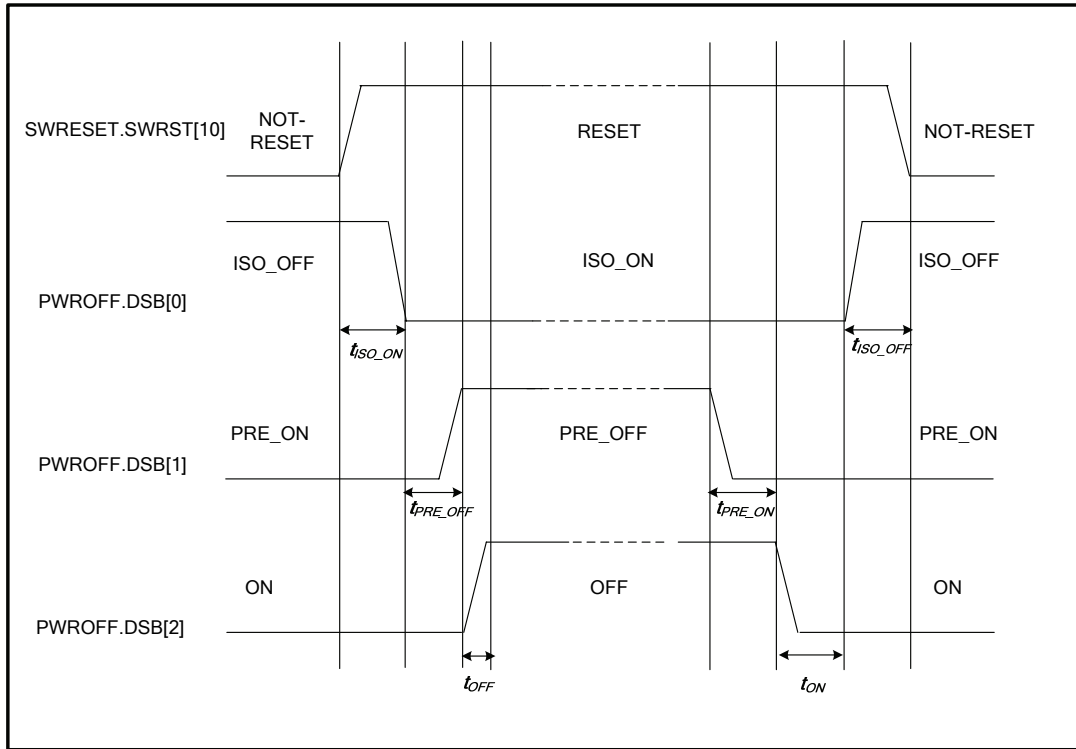 SWRESET.SWRST[10]
NOT-
RESET
RESET
NOT-RESET
PWROFF.DSB[0]
ISO_OFF
ISO_ON
ISO_OFF
tISO_ON
tISO_OFF
PWROFF.DSB[1]
PRE_ON
PRE_OFF
PRE_ON
tPRE_OFF
tPRE_ON
PWROFF.DSB[2]
ON
OFF
ON
tOFF
tON